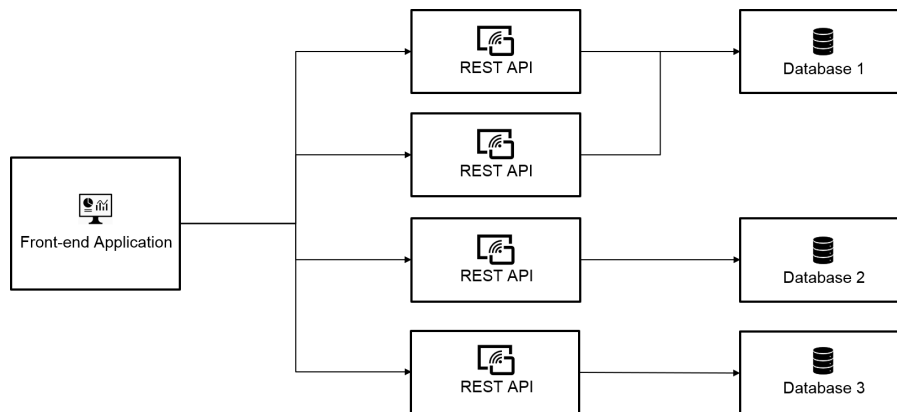 REST API
Database 1
REST API
Front-end Application
REST API
Database 2
REST API
Database 3